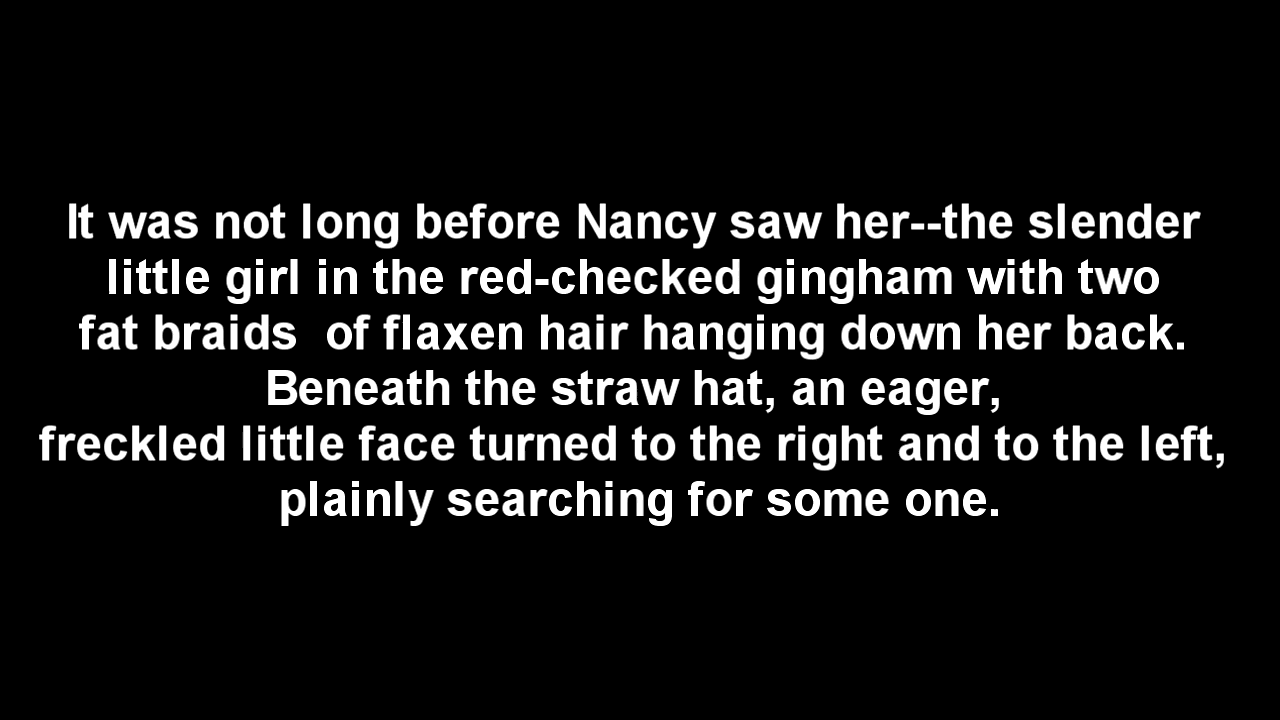 It was not long before Nancy saw her--the slender
little girl in the red-checked gingham with two
fat braids  of flaxen hair hanging down her back.
Beneath the straw hat, an eager,
freckled little face turned to the right and to the left,
plainly searching for some one.